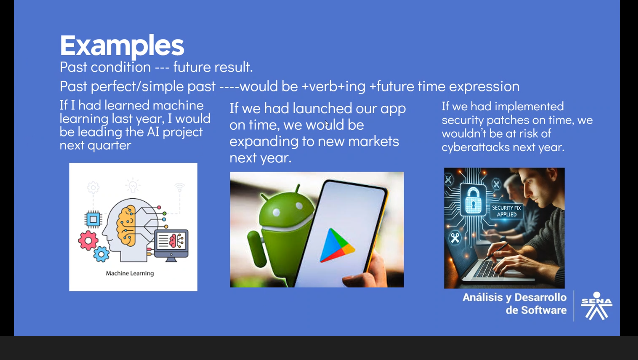 Examples
Past condition --- future result.
Past perfect/simple past ----would be +verb+ing +future time expression
If I had learned machine
learning last year, I would
be leading the AI project
next quarter
If we had launched our app
on time, we would be
expanding to new markets
next year.
If we had implemented
security patches on time, we
wouldn't be at risk of
cyberattacks next year.
Machine Learning
SECURITY FIX
APPLIED
Análisis y Desarrollo
de Software
SENA